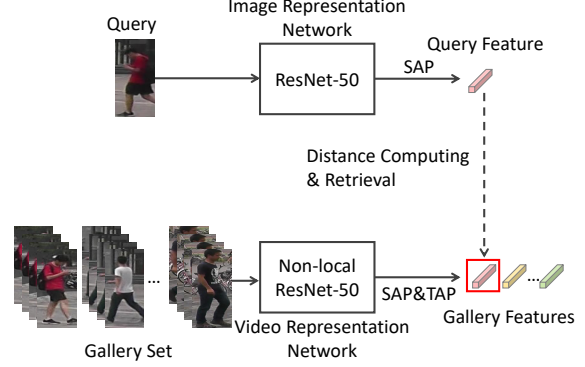 Image Representation
Network
Query
ResNet-50
SAP
Query Feature
Distance Computing
& Retrieval
...
Non-local
ResNet-50
SAP&TAP
...
Gallery Features
Video Representation
Network
Gallery Set